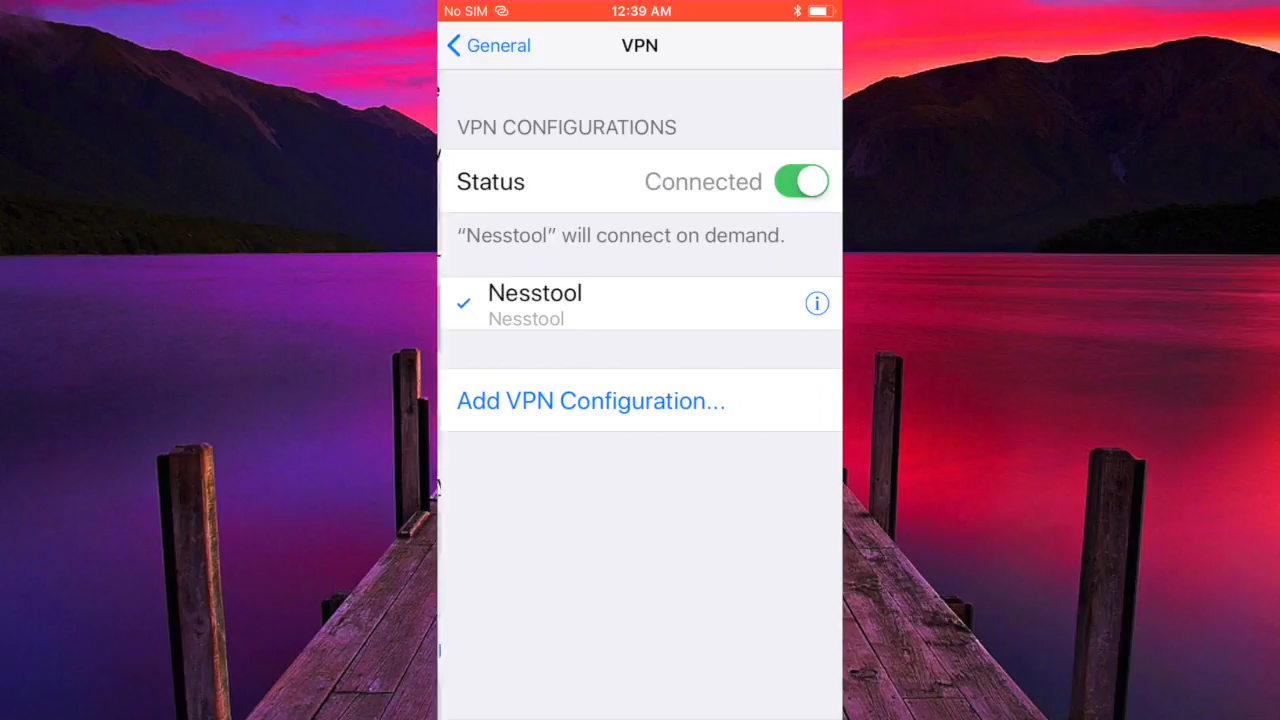 No SIM 12:39 AM
General VPN
VPN CONFIGURATIONS
Status Connected
“Nesstool” will connect on demand.
Nesstool
Nesstool
Add VPN Configuration...